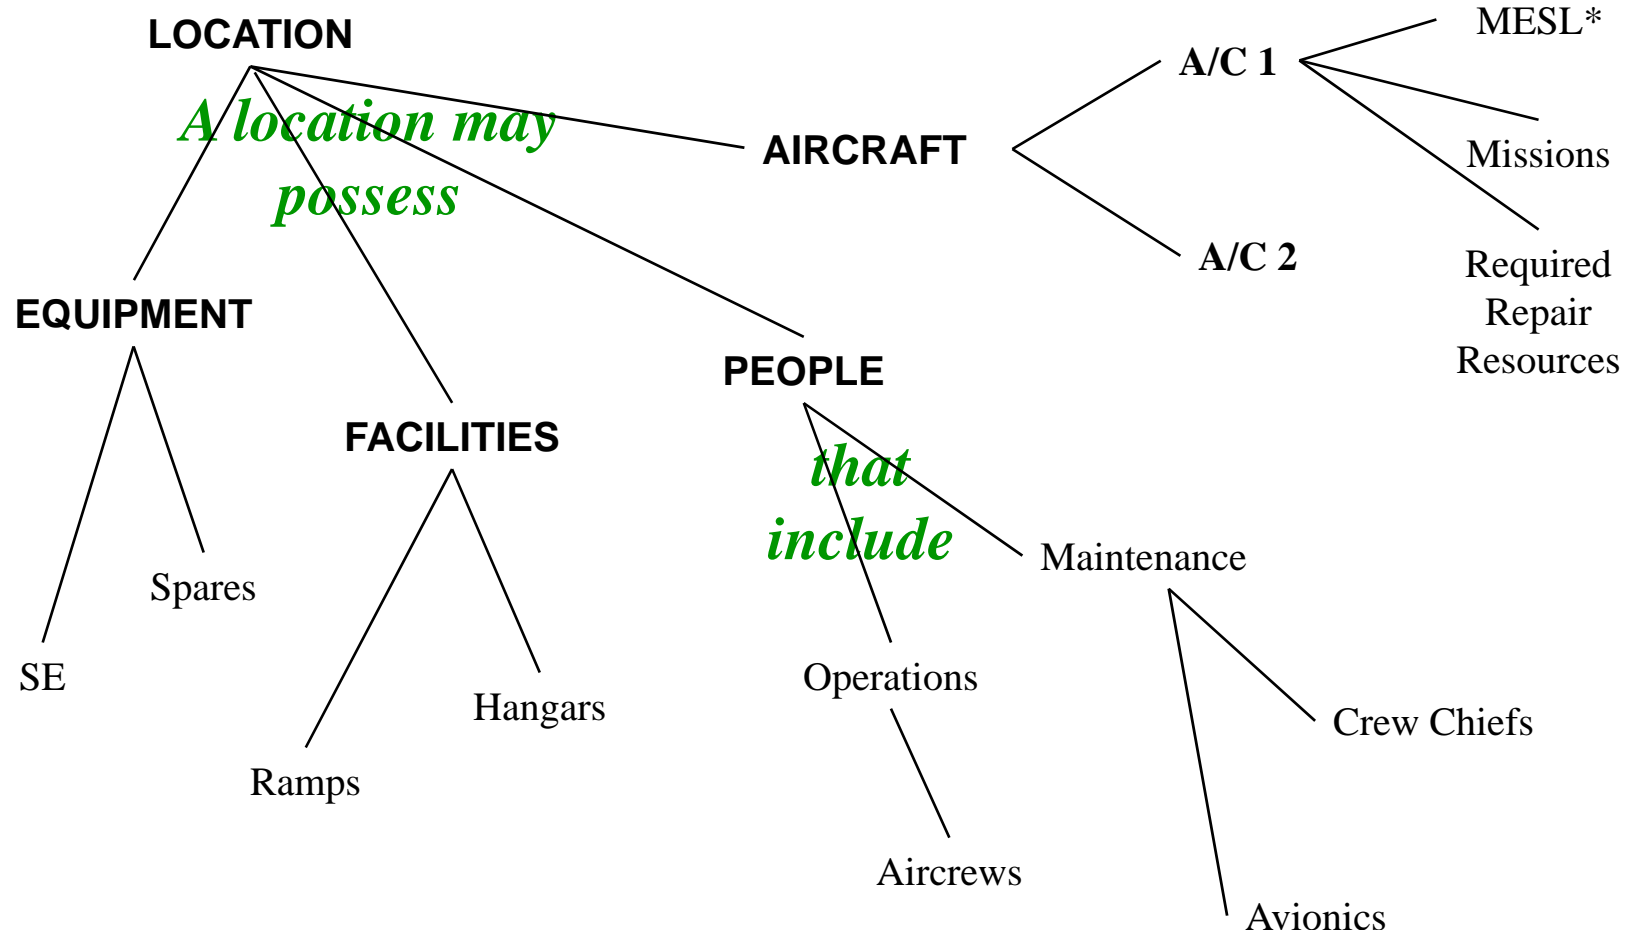 LOCATION
MESL*
A/C 1
A location may
possess
AIRCRAFT
Missions
A/C 2
Required
Repair
Resources
EQUIPMENT
PEOPLE
FACILITIES
that
include
Maintenance
Spares
SE
Operations
Hangars
Crew Chiefs
Ramps
Aircrews
Avionics